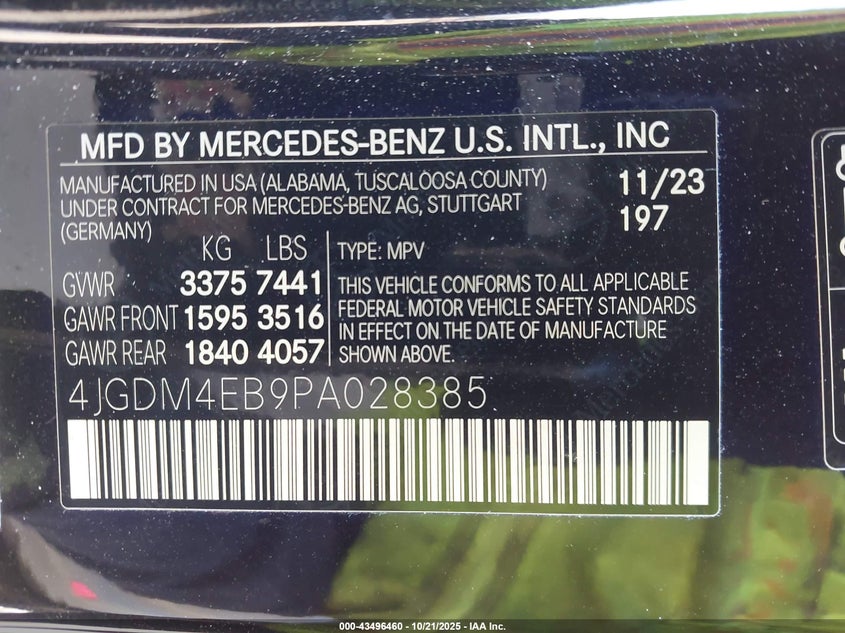 MFD BY MERCEDES-BENZ U.S. INTL., INC
MANUFACTURED IN USA (ALABAMA, TUSCALOOSA COUNTY) 11/23
UNDER CONTRACT FOR MERCEDES-BENZ AG, STUTTGART 197
(GERMANY)
KG LBS TYPE: MPV
GVWR 3375 7441 THIS VEHICLE CONFORMS TO ALL APPLICABLE
GAWR FRONT 1595 3516 FEDERAL MOTOR VEHICLE SAFETY STANDARDS
IN EFFECT ON THE DATE OF MANUFACTURE
GAWR REAR 1840 4057 SHOWN ABOVE.
4JGDM4EB9PA028385
000-43496460 - 10/21/2025 - IAA Inc.